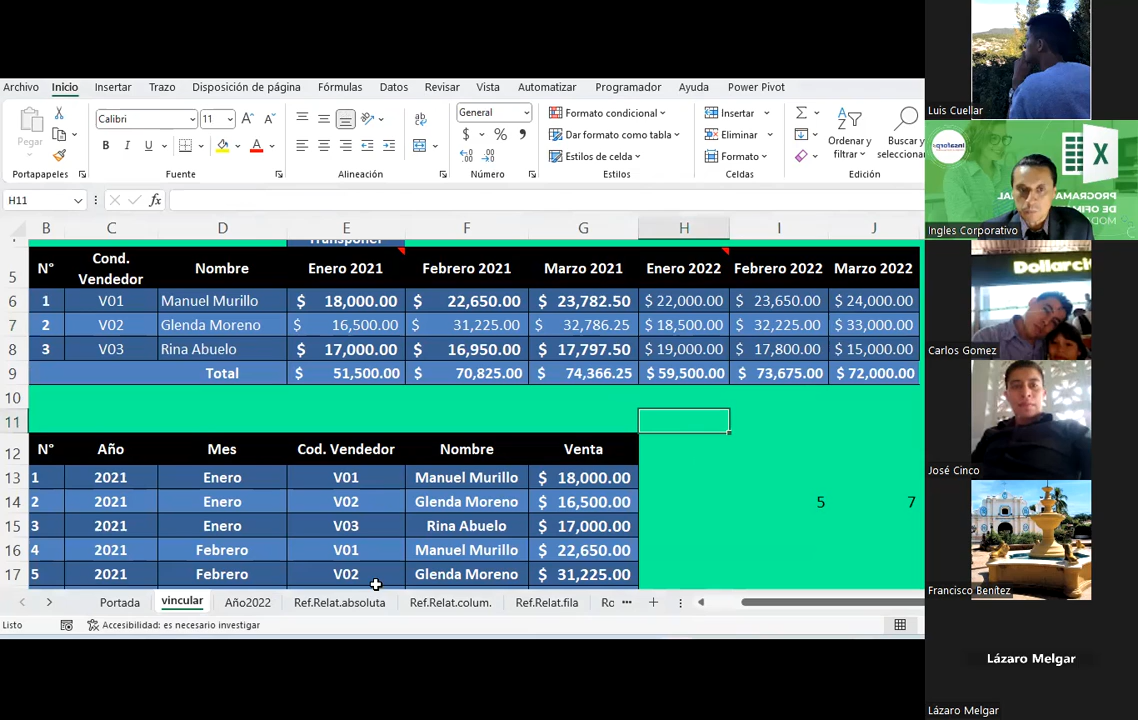 Archivo Inicio Insertar Trazo Disposición de página Fórmulas Datos Revisar Vista Automatizar Programador Ayuda Power Pivot
Pegar
Calibri 11
General
Formato condicional
Dar formato como tabla
Estilos de celda
Insertar
Eliminar
Formato
Ordenar y
filtrar
Buscar y
Portapapeles Fuente Alineación Número Estilos Celdas Edición
H11 fx
B C D E F G H I J
Transponer
5 N° Cond. Vendedor Nombre Enero 2021 Febrero 2021 Marzo 2021 Enero 2022 Febrero 2022 Marzo 2022
6 1 V01 Manuel Murillo $ 18,000.00 $ 22,650.00 $ 23,782.50 $ 22,000.00 $ 23,650.00 $ 24,000.00
7 2 V02 Glenda Moreno $ 16,500.00 $ 31,225.00 $ 32,786.25 $ 18,500.00 $ 32,225.00 $ 33,000.00
8 3 V03 Rina Abuelo $ 17,000.00 $ 16,950.00 $ 17,797.50 $ 19,000.00 $ 17,800.00 $ 15,000.00
9 Total $ 51,500.00 $ 70,825.00 $ 74,366.25 $ 59,500.00 $ 73,675.00 $ 72,000.00
10
11
12 N° Año Mes Cod. Vendedor Nombre Venta
13 1 2021 Enero V01 Manuel Murillo $ 18,000.00
14 2 2021 Enero V02 Glenda Moreno $ 16,500.00 5 7
15 3 2021 Enero V03 Rina Abuelo $ 17,000.00
16 4 2021 Febrero V01 Manuel Murillo $ 22,650.00
17 5 2021 Febrero V02 Glenda Moreno $ 31,225.00
Portada vincular Año2022 Ref.Relat.absoluta Ref.Relat.colum. Ref.Relat.fila
Listo Accesibilidad: es necesario investigar
Luis Cuellar
Ingles Corporativo
Carlos Gomez
José Cinco
Francisco Benítez
Lázaro Melgar
Lázaro Melgar